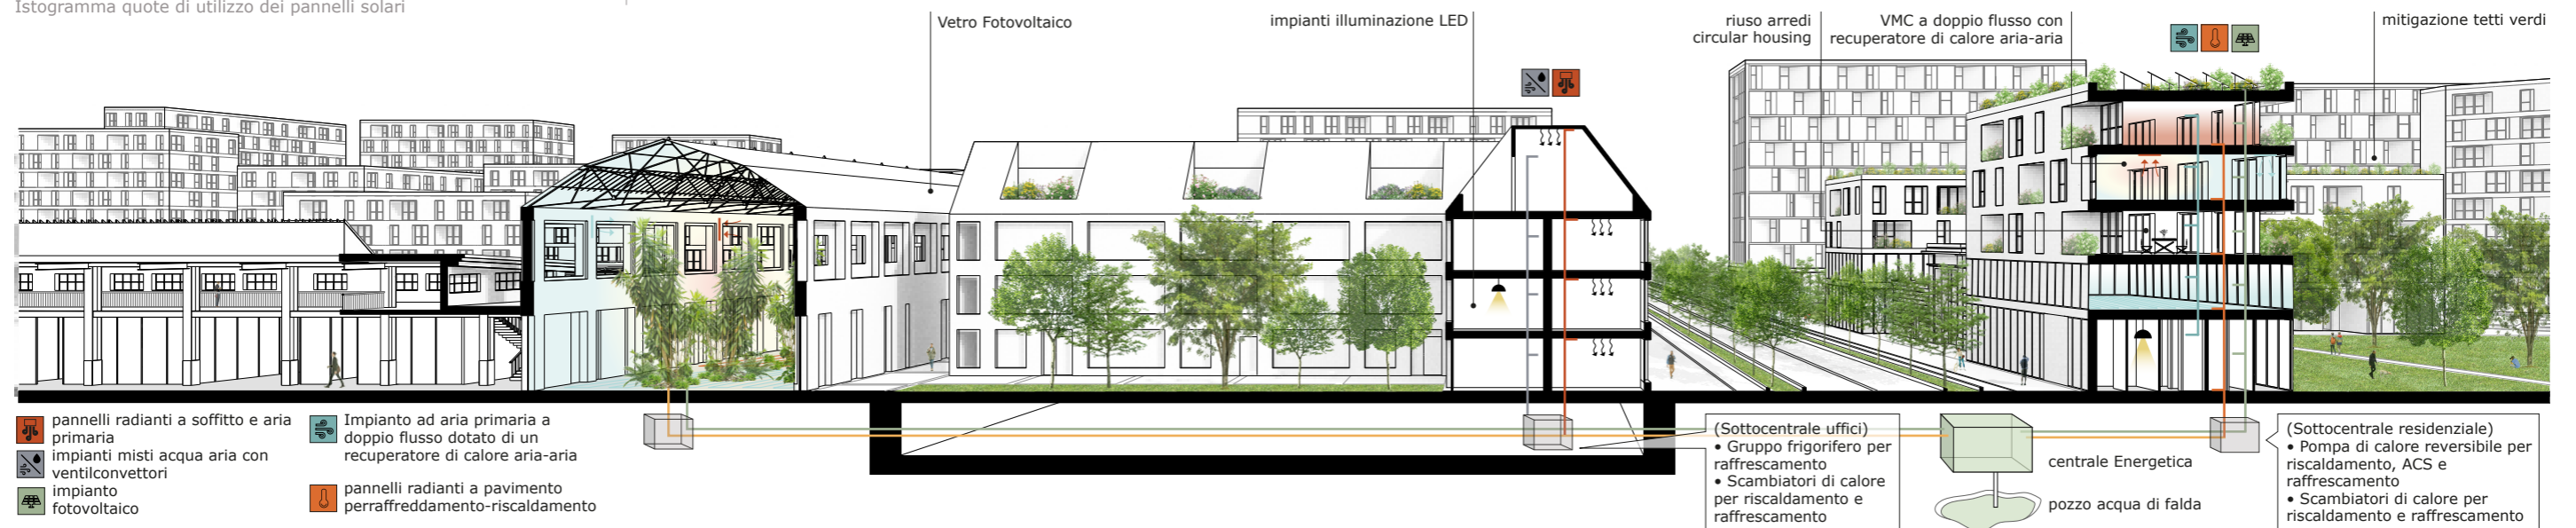 Istogramma quote di utilizzo dei pannelli solari
Vetro Fotovoltaico
impianti illuminazione LED
riuso arredi
circular housing
VMC a doppio flusso con
recuperatore di calore aria-aria
mitigazione tetti verdi
pannelli radianti a soffitto e aria
primaria
impianti misti acqua aria con
ventilconvettori
impianto
fotovoltaico
Impianto ad aria primaria a
doppio flusso dotato di un
recuperatore di calore aria-aria
pannelli radianti a pavimento
perraffreddamento-riscaldamento
(Sottocentrale uffici)
• Gruppo frigorifero per
raffrescamento
• Scambiatori di calore
per riscaldamento e
raffrescamento
centrale Energetica
pozzo acqua di falda
(Sottocentrale residenziale)
• Pompa di calore reversibile per
riscaldamento, ACS e
raffrescamento
• Scambiatori di calore per
riscaldamento e raffrescamento